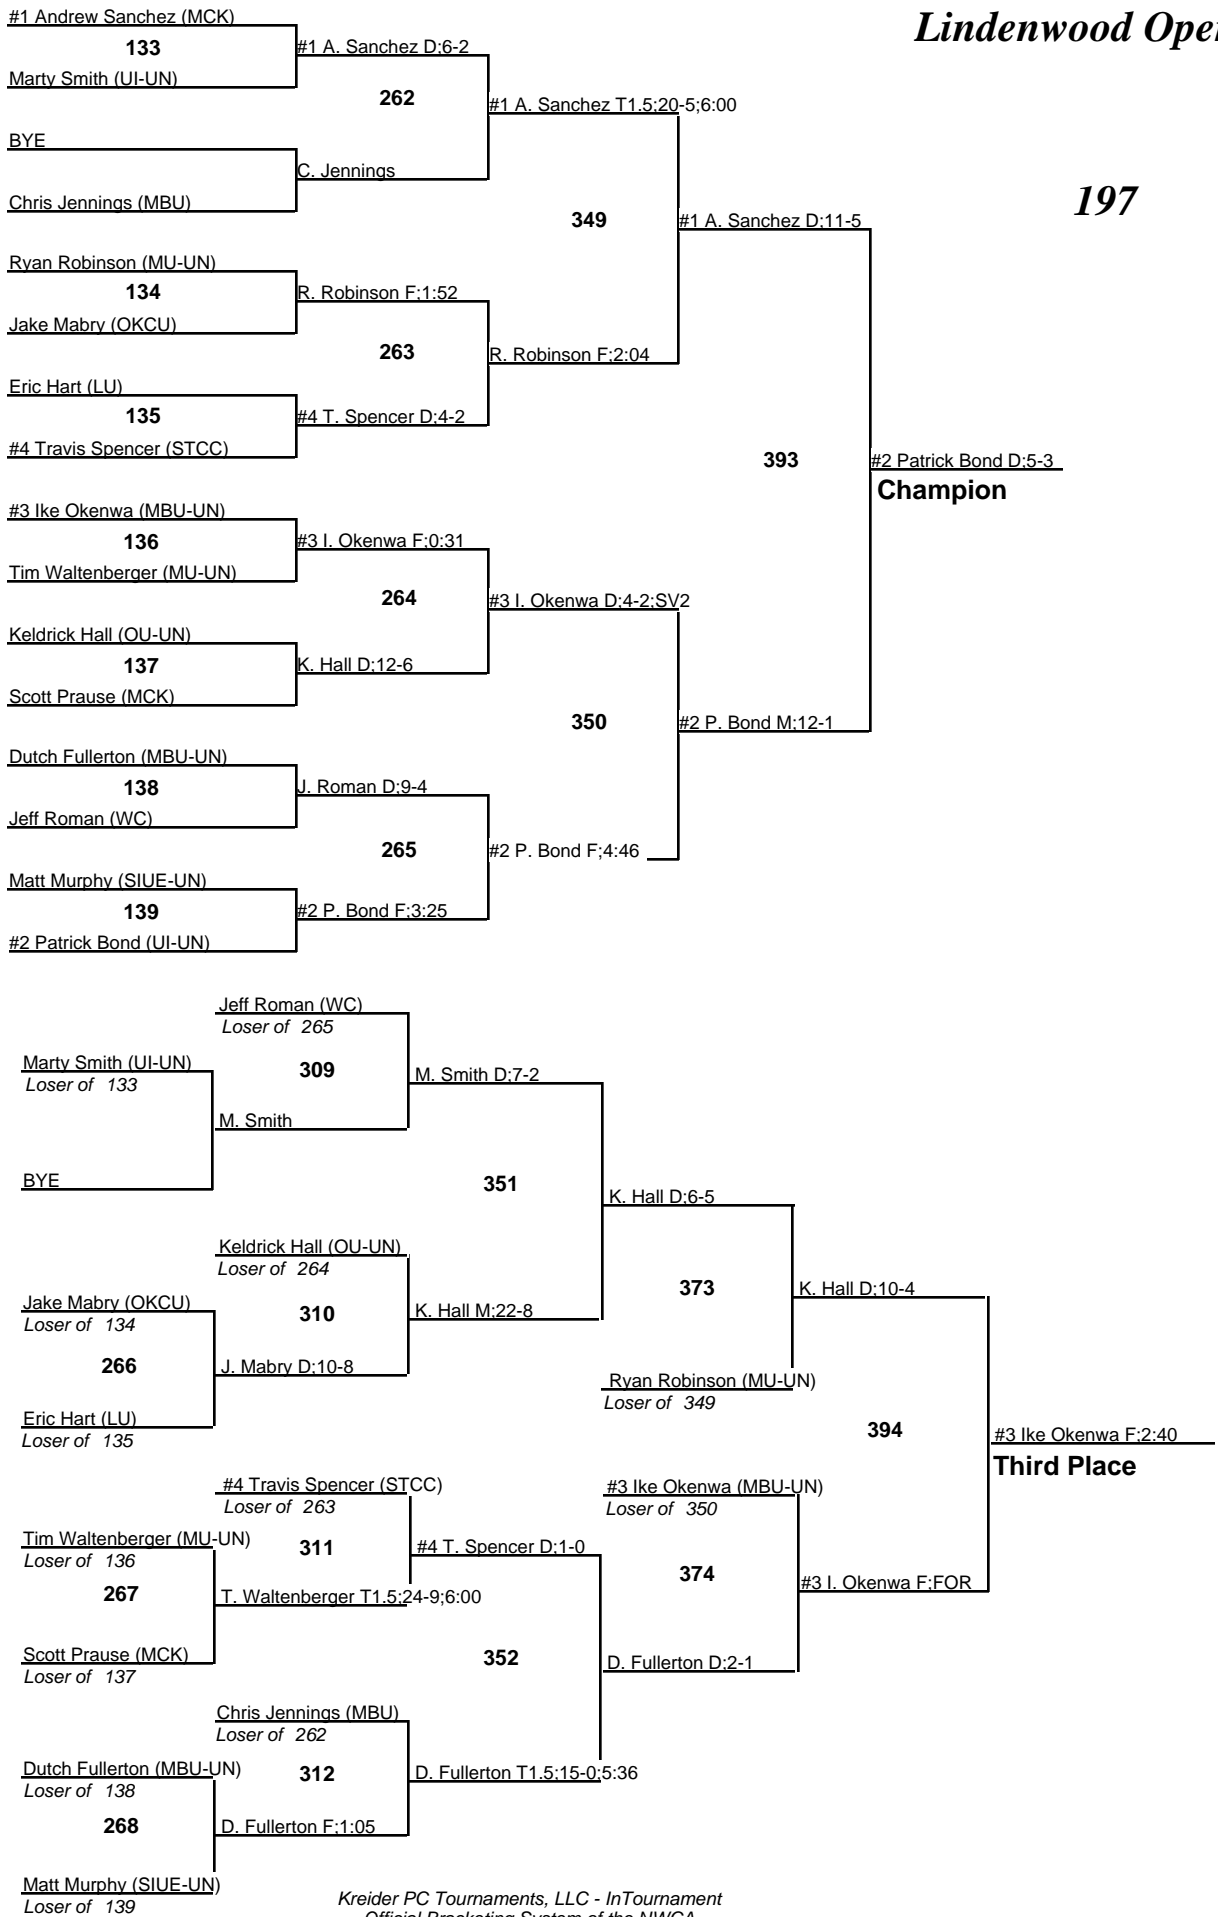 Lindenwood Open
197
#1 Andrew Sanchez (MCK)
133
Marty Smith (UI-UN)
#1 A. Sanchez D;6-2
262
BYE
C. Jennings
Chris Jennings (MBU)
#1 A. Sanchez T1.5;20-5;6:00
349
Ryan Robinson (MU-UN)
134
Jake Mabry (OKCU)
R. Robinson F;1:52
263
Eric Hart (LU)
135
#4 Travis Spencer (STCC)
#4 T. Spencer D;4-2
R. Robinson F;2:04
#1 A. Sanchez D;11-5
393
#2 Patrick Bond D;5-3
Champion
#3 Ike Okenwa (MBU-UN)
136
Tim Waltenberger (MU-UN)
#3 I. Okenwa F;0:31
264
Keldrick Hall (OU-UN)
137
Scott Prause (MCK)
K. Hall D;12-6
#3 I. Okenwa D;4-2;SV2
350
#2 P. Bond M;12-1
Dutch Fullerton (MBU-UN)
138
Jeff Roman (WC)
J. Roman D;9-4
265
Matt Murphy (SIUE-UN)
139
#2 Patrick Bond (UI-UN)
#2 P. Bond F;3:25
#2 P. Bond F;4:46
Jeff Roman (WC)
Loser of 265
Marty Smith (UI-UN)
Loser of 133
309
M. Smith
BYE
M. Smith D;7-2
351
K. Hall D;6-5
Keldrick Hall (OU-UN)
Loser of 264
Jake Mabry (OKCU)
Loser of 134
310
266
J. Mabry D;10-8
Eric Hart (LU)
Loser of 135
K. Hall M;22-8
373
K. Hall D;10-4
Ryan Robinson (MU-UN)
Loser of 349
394
#3 Ike Okenwa F;2:40
Third Place
#4 Travis Spencer (STCC)
Loser of 263
Tim Waltenberger (MU-UN)
Loser of 136
311
267
T. Waltenberger T1.5;24-9;6:00
Scott Prause (MCK)
Loser of 137
#4 T. Spencer D;1-0
352
#3 Ike Okenwa (MBU-UN)
Loser of 350
374
#3 I. Okenwa F;FOR
D. Fullerton D;2-1
Chris Jennings (MBU)
Loser of 262
Dutch Fullerton (MBU-UN)
Loser of 138
312
268
D. Fullerton F;1:05
D. Fullerton T1.5;15-0;5:36
Matt Murphy (SIUE-UN)
Loser of 139
Kreider PC Tournaments, LLC - InTournament
Official Bracketing System of the NWCA